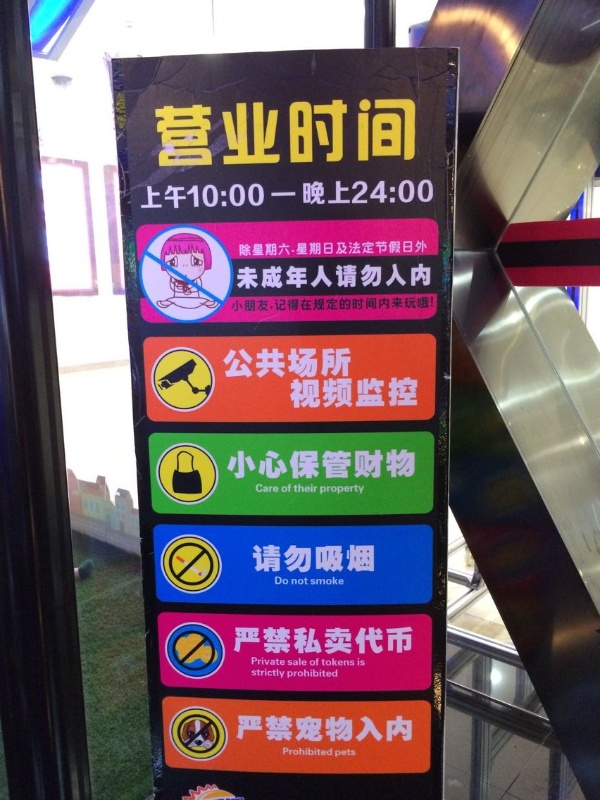 营业时间
上午10:00 — 晚上24:00
除星期六·星期日及法定节假日外
未成年人请勿入内
小朋友·记得在规定的时间内来玩哦!
公共场所
视频监控
小心保管财物
Care of their property
请勿吸烟
Do not smoke
严禁私卖代币
Private sale of tokens is
strictly prohibited
严禁宠物入内
Prohibited pets